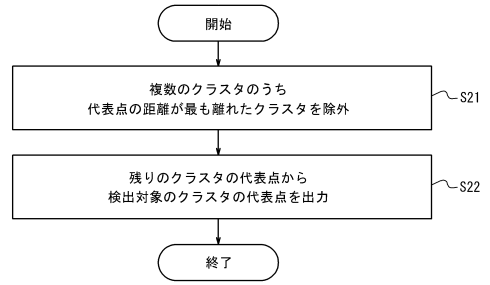 開始
複数のクラスタのうち
代表点の距離が最も離れたクラスタを除外
S21
残りのクラスタの代表点から
検出対象のクラスタの代表点を出力
S22
終了